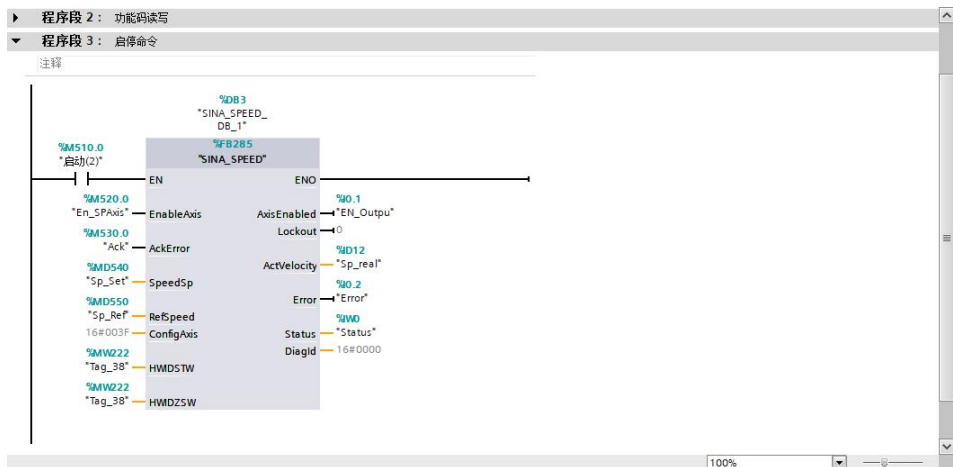 程序段 2： 功能码读写
程序段 3： 启停命令
注释
%DB3
"SINA_SPEED_
DB_1"
%FB285
"SINA_SPEED"
%M510.0
"启动(2)"
EN
ENO
%M520.0
"En_SPAxis"
EnableAxis
%M530.0
"Ack"
AckError
%MD540
"Sp_Set"
SpeedSp
%MD550
"Sp_Ref"
RefSpeed
16#003F
ConfigAxis
%MW222
"Tag_38"
HWIDSTW
%MW222
"Tag_38"
HWIDZSW
%I0.1
AxisEnabled
"EN_Outpu"
Lockout
0
%ID12
ActVelocity
"Sp_real"
%I0.2
Error
"Error"
%IW0
Status
"Status"
DiagId
16#0000
100%